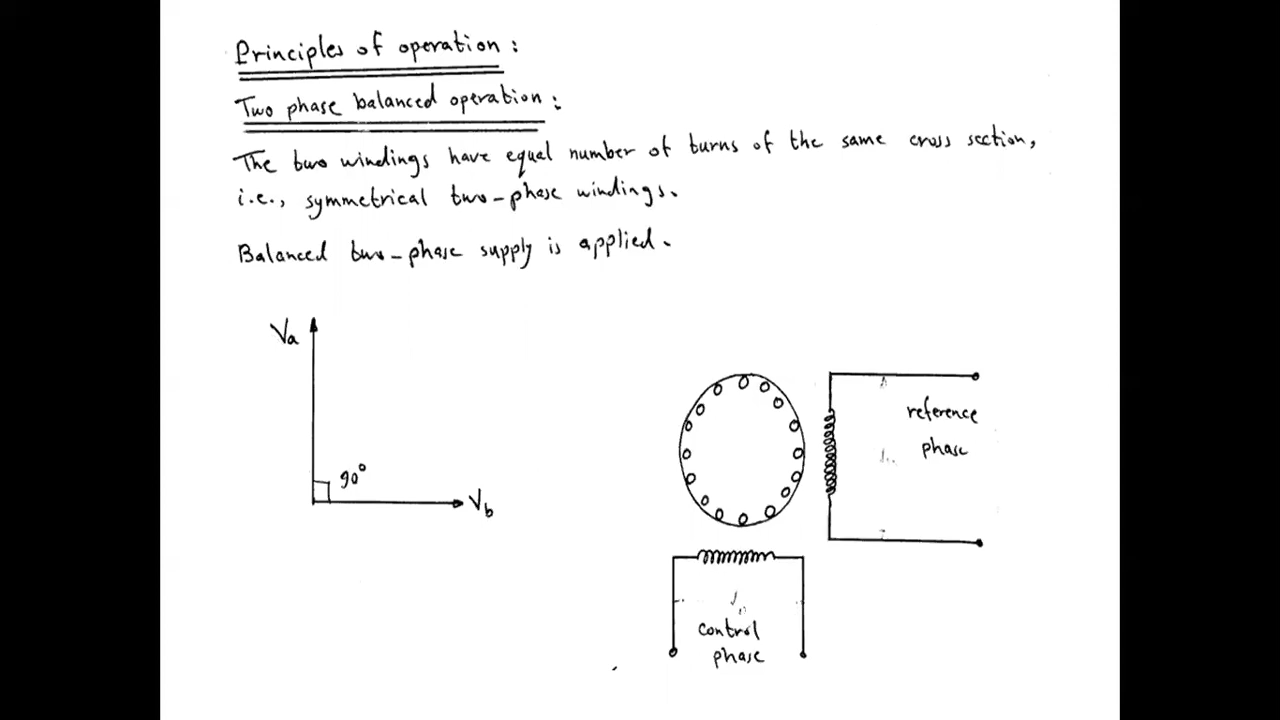 Principles of operation :
Two phase balanced operation :
The two windings have equal number of turns of the same cross section,
i.e., symmetrical two-phase windings.
Balanced two-phase supply is applied.
Va
90°
Vb
reference
phase
control
phase